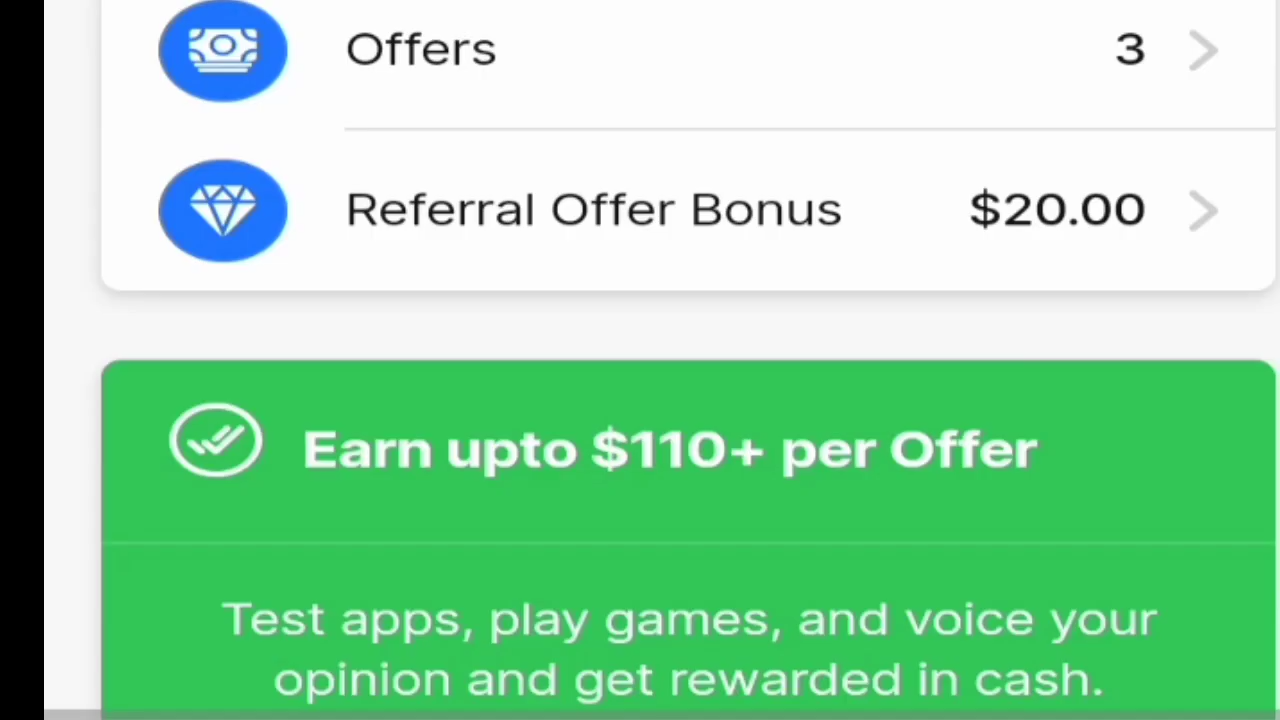 Offers 3
Referral Offer Bonus $20.00
Earn upto $110+ per Offer
Test apps, play games, and voice your
opinion and get rewarded in cash.